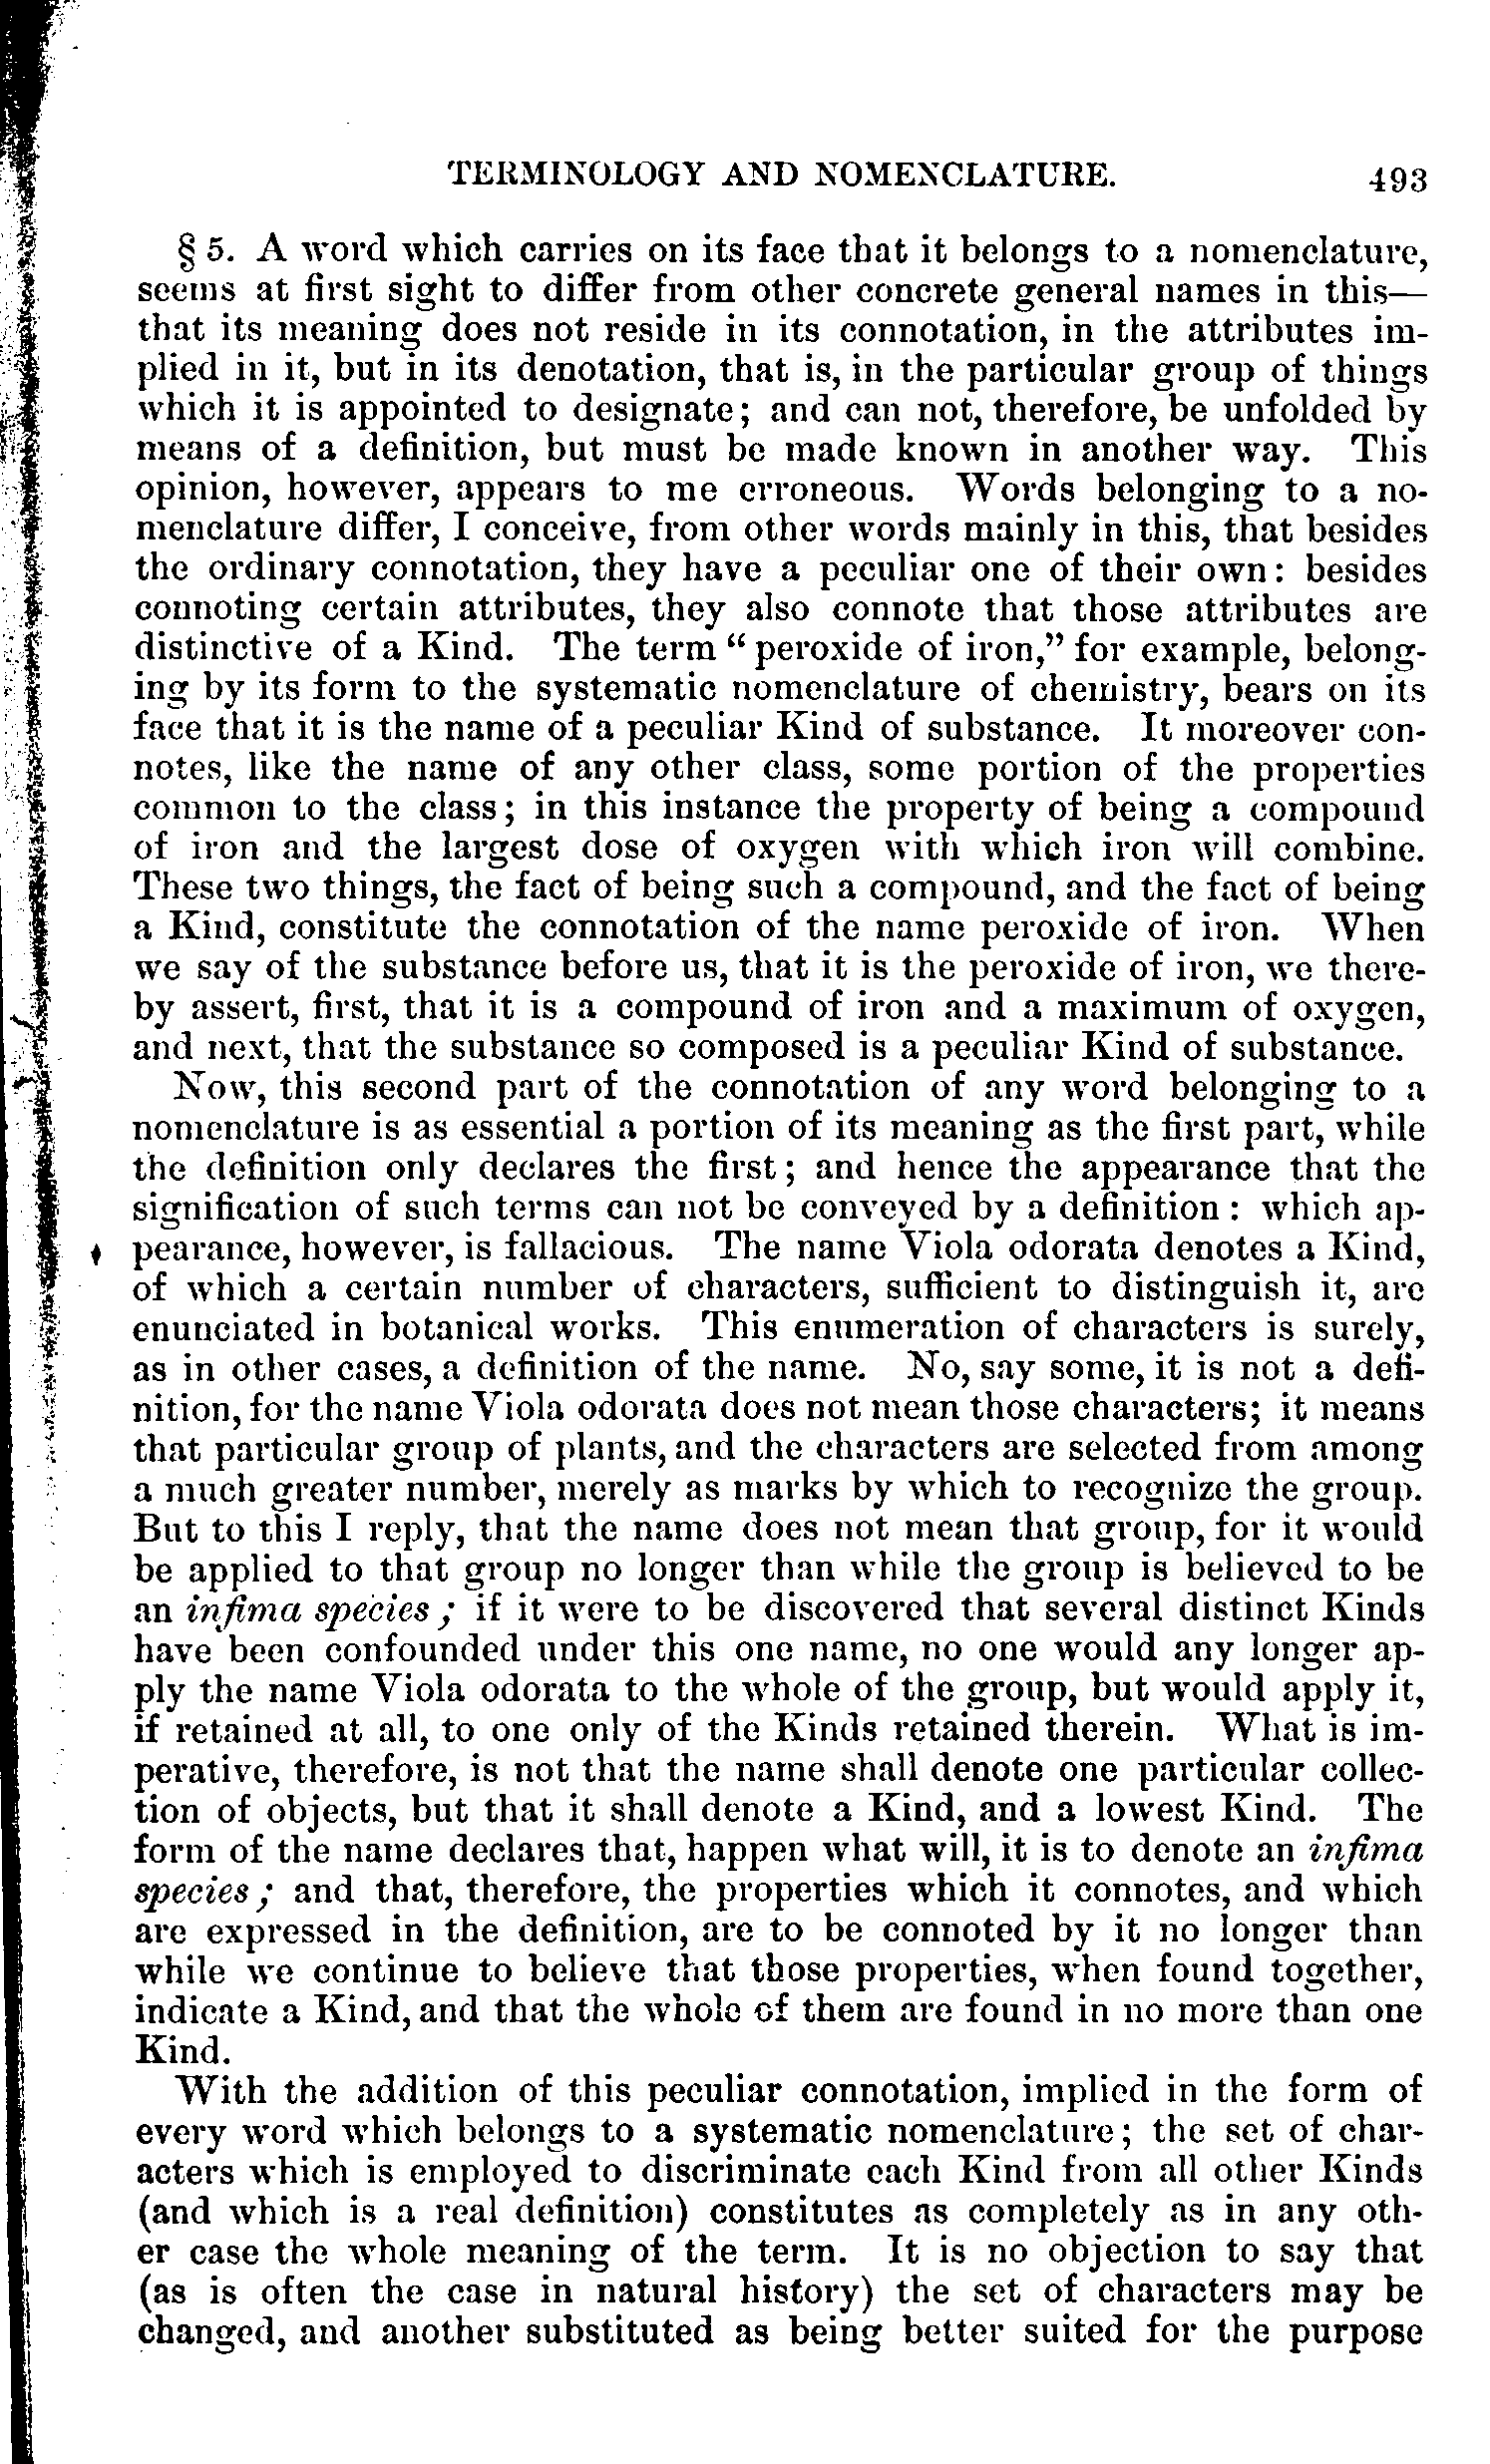 TERMINOLOGY AND NOMENCLATURE. 493
§ 5. A word which carries on its face that it belongs to a nomenclature,
seems at first sight to differ from other concrete general names in this—
that its meaning does not reside in its connotation, in the attributes im-
plied in it, but in its denotation, that is, in the particular group of things
which it is appointed to designate; and can not, therefore, be unfolded by
means of a definition, but must be made known in another way. This
opinion, however, appears to me erroneous. Words belonging to a no-
menclature differ, I conceive, from other words mainly in this, that besides
the ordinary connotation, they have a peculiar one of their own: besides
connoting certain attributes, they also connote that those attributes are
distinctive of a Kind. The term "peroxide of iron," for example, belong-
ing by its form to the systematic nomenclature of chemistry, bears on its
face that it is the name of a peculiar Kind of substance. It moreover con-
notes, like the name of any other class, some portion of the properties
common to the class; in this instance the property of being a compound
of iron and the largest dose of oxygen with which iron will combine.
These two things, the fact of being such a compound, and the fact of being
a Kind, constitute the connotation of the name peroxide of iron. When
we say of the substance before us, that it is the peroxide of iron, we there-
by assert, first, that it is a compound of iron and a maximum of oxygen,
and next, that the substance so composed is a peculiar Kind of substance.
Now, this second part of the connotation of any word belonging to a
nomenclature is as essential a portion of its meaning as the first part, while
the definition only declares the first; and hence the appearance that the
signification of such terms can not be conveyed by a definition: which ap-
pearance, however, is fallacious. The name Viola odorata denotes a Kind,
of which a certain number of characters, sufficient to distinguish it, are
enunciated in botanical works. This enumeration of characters is surely,
as in other cases, a definition of the name. No, say some, it is not a defi-
nition, for the name Viola odorata does not mean those characters; it means
that particular group of plants, and the characters are selected from among
a much greater number, merely as marks by which to recognize the group.
But to this I reply, that the name does not mean that group, for it would
be applied to that group no longer than while the group is believed to be
an infima species; if it were to be discovered that several distinct Kinds
have been confounded under this one name, no one would any longer ap-
ply the name Viola odorata to the whole of the group, but would apply it,
if retained at all, to one only of the Kinds retained therein. What is im-
perative, therefore, is not that the name shall denote one particular collec-
tion of objects, but that it shall denote a Kind, and a lowest Kind. The
form of the name declares that, happen what will, it is to denote an infima
species; and that, therefore, the properties which it connotes, and which
are expressed in the definition, are to be connoted by it no longer than
while we continue to believe that those properties, when found together,
indicate a Kind, and that the whole of them are found in no more than one
Kind.
With the addition of this peculiar connotation, implied in the form of
every word which belongs to a systematic nomenclature; the set of char-
acters which is employed to discriminate each Kind from all other Kinds
(and which is a real definition) constitutes as completely as in any oth-
er case the whole meaning of the term. It is no objection to say that
(as is often the case in natural history) the set of characters may be
changed, and another substituted as being better suited for the purpose